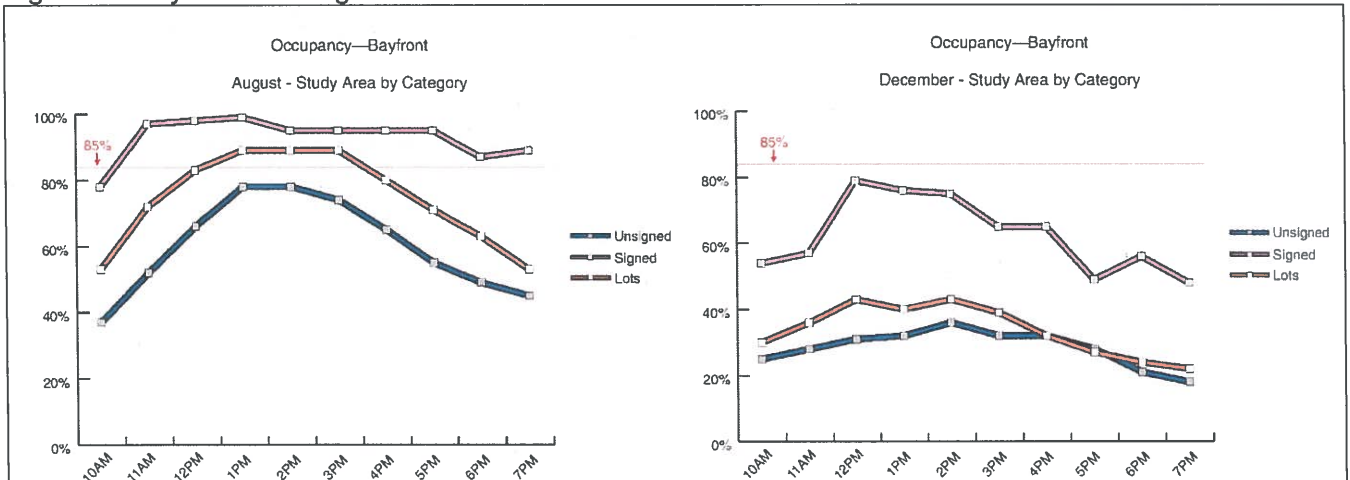 Occupancy—Bayfront
August - Study Area by Category
100%
85%
80%
60%
40%
20%
0%
10AM
11AM
12PM
1PM
2PM
3PM
4PM
5PM
6PM
7PM
Unsigned
Signed
Lots
Occupancy—Bayfront
December - Study Area by Category
100%
85%
80%
60%
40%
20%
0%
10AM
11AM
12PM
1PM
2PM
3PM
4PM
5PM
6PM
7PM
Unsigned
Signed
Lots